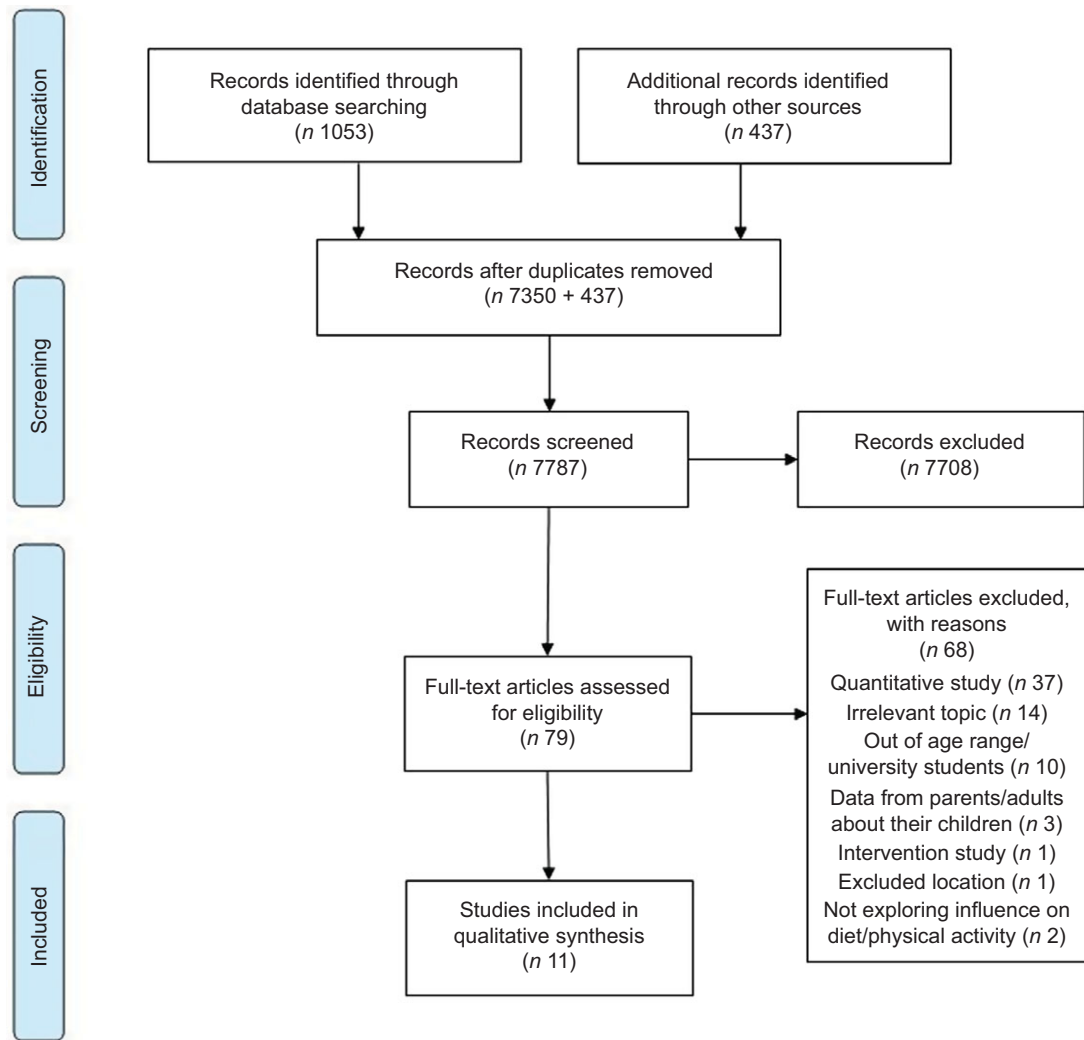 Identification
Records identified through
database searching
(n 1053)
Additional records identified
through other sources
(n 437)
Records after duplicates removed
(n 7350 + 437)
Screening
Records screened
(n 7787)
Records excluded
(n 7708)
Eligibility
Full-text articles assessed
for eligibility
(n 79)
Full-text articles excluded,
with reasons
(n 68)
Quantitative study (n 37)
Irrelevant topic (n 14)
Out of age range/
university students (n 10)
Data from parents/adults
about their children (n 3)
Intervention study (n 1)
Excluded location (n 1)
Not exploring influence on
diet/physical activity (n 2)
Included
Studies included in
qualitative synthesis
(n 11)